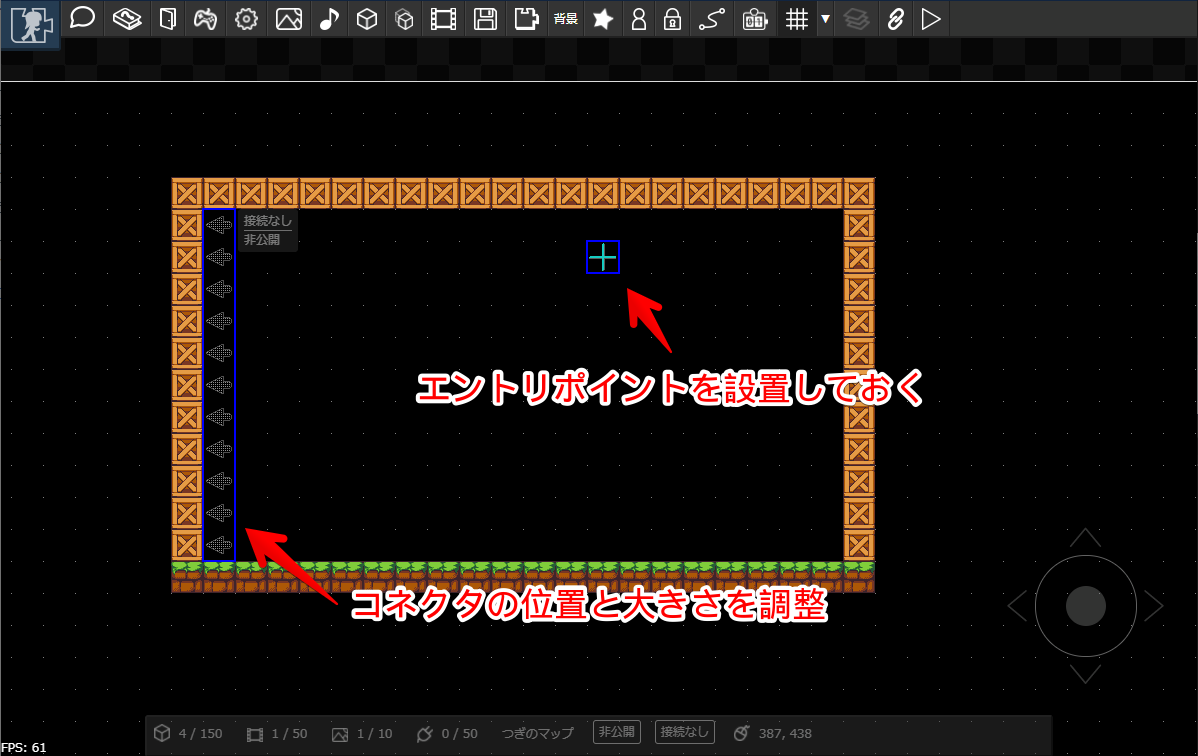 背景
接続なし
非公開
エントリポイントを設置しておく
コネクタの位置と大きさを調整
4 / 150
1 / 50
1 / 10
0 / 50
つぎのマップ
非公開
接続なし
387, 438
FPS: 61